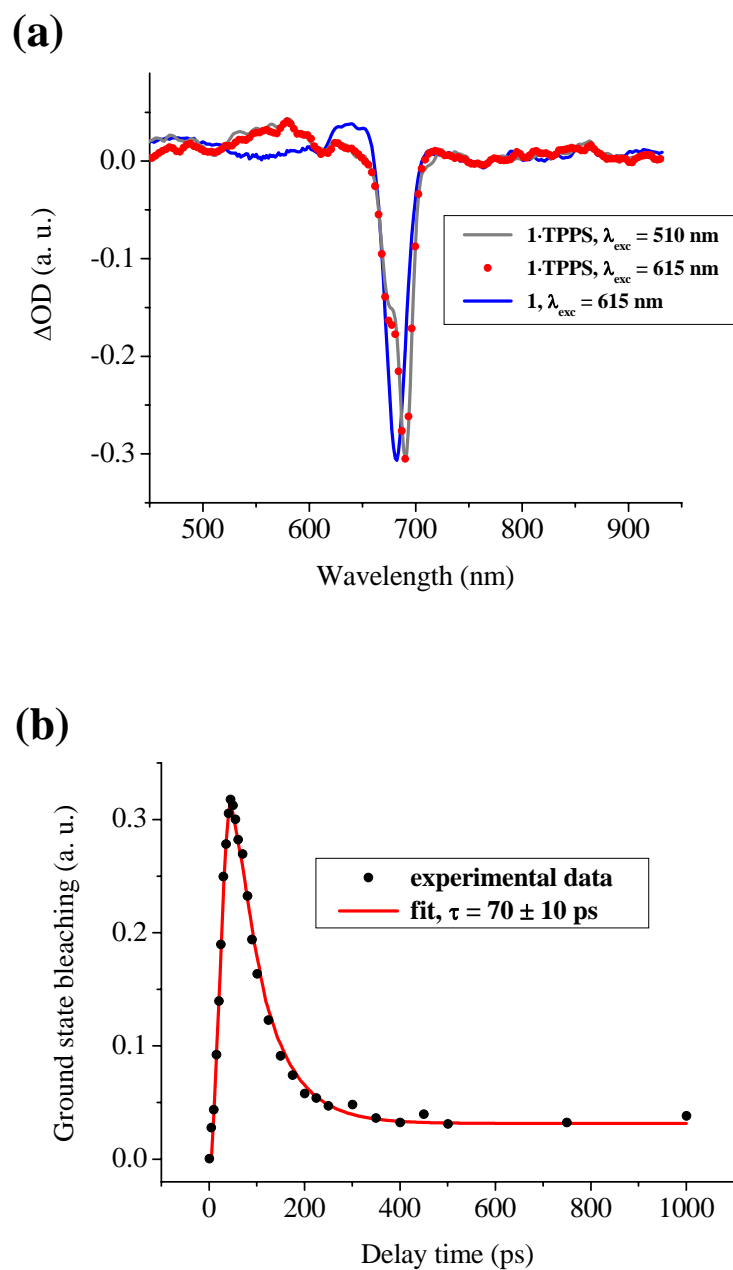 (a)
0.0
-0.1
-0.2
-0.3
ΔOD (a. u.)
1·TPPS, λexc = 510 nm
1·TPPS, λexc = 615 nm
1, λexc = 615 nm
500 600 700 800 900
Wavelength (nm)
(b)
0.3
0.2
0.1
0.0
Ground state bleaching (a. u.)
experimental data
fit, τ = 70 ± 10 ps
0 200 400 600 800 1000
Delay time (ps)